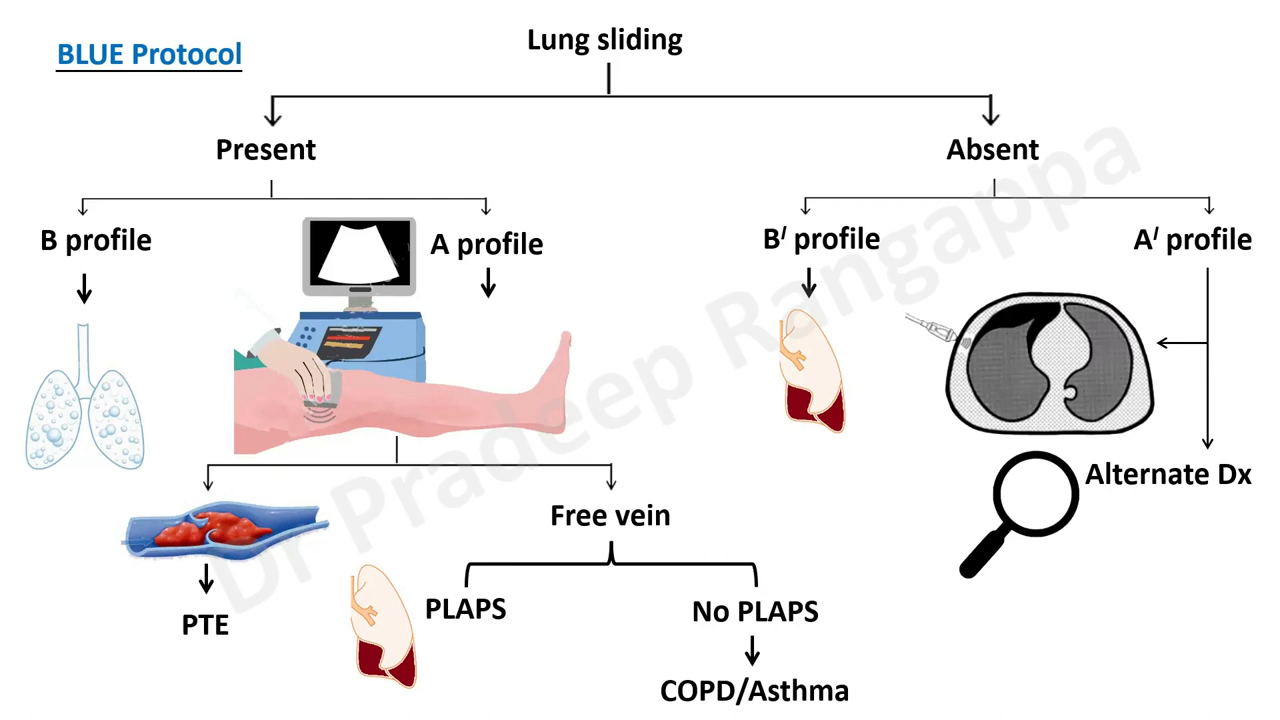 BLUE Protocol
Lung sliding
Present
Absent
B profile
A profile
B' profile
A' profile
Alternate Dx
Free vein
PLAPS
No PLAPS
PTE
COPD/Asthma
Dr Pradeep Rangappa